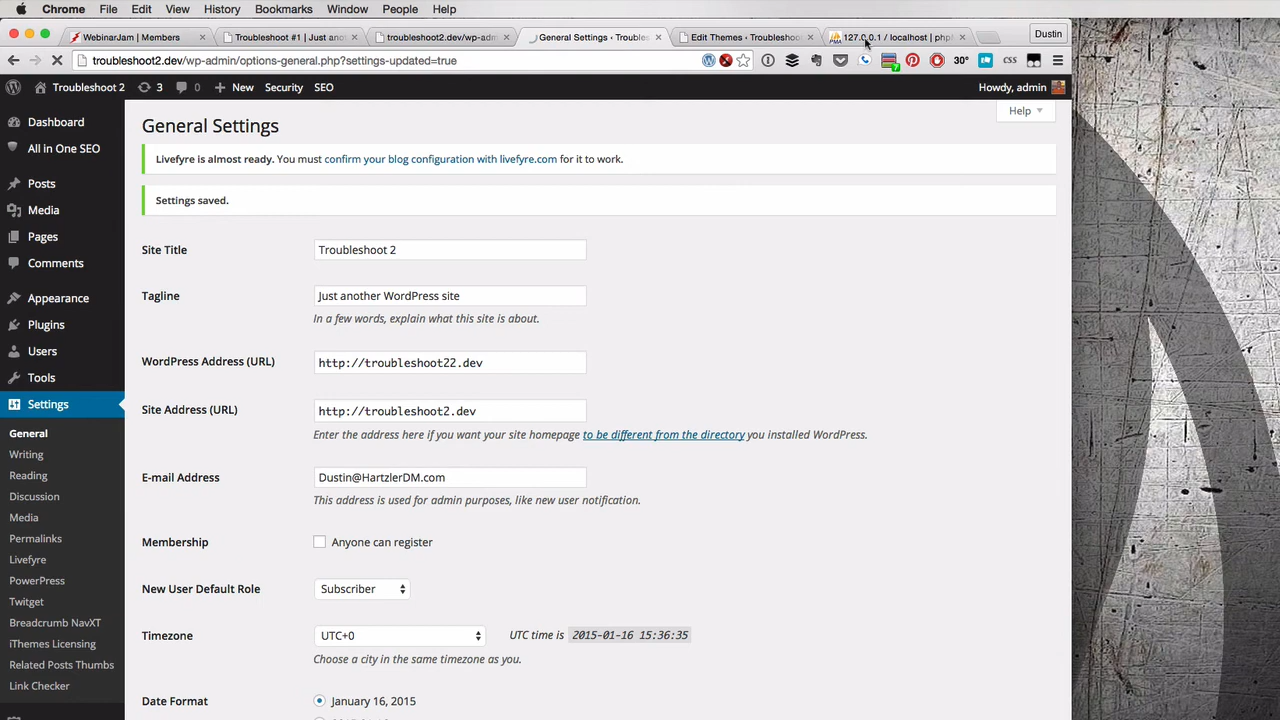 Chrome File Edit View History Bookmarks Window People Help
WebinarJam | Members
Troubleshoot #1 | Just anot
troubleshoot2.dev/wp-adm
General Settings ‹ Troubles
Edit Themes ‹ Troubleshoo
127.0.0.1 / localhost | phpl
Dustin
troubleshoot2.dev/wp-admin/options-general.php?settings-updated=true
7
30°
CSS
Troubleshoot 2 3 0 New Security SEO Howdy, admin
Help
Dashboard
All in One SEO
Posts
Media
Pages
Comments
Appearance
Plugins
Users
Tools
Settings
General
Writing
Reading
Discussion
Media
Permalinks
Livefyre
PowerPress
Twitget
Breadcrumb NavXT
iThemes Licensing
Related Posts Thumbs
Link Checker
General Settings
Livefyre is almost ready. You must confirm your blog configuration with livefyre.com for it to work.
Settings saved.
Site Title Troubleshoot 2
Tagline Just another WordPress site
In a few words, explain what this site is about.
WordPress Address (URL) http://troubleshoot22.dev
Site Address (URL) http://troubleshoot2.dev
Enter the address here if you want your site homepage to be different from the directory you installed WordPress.
E-mail Address Dustin@HartzlerDM.com
This address is used for admin purposes, like new user notification.
Membership Anyone can register
New User Default Role Subscriber
Timezone UTC+0 UTC time is 2015-01-16 15:36:35
Choose a city in the same timezone as you.
Date Format January 16, 2015